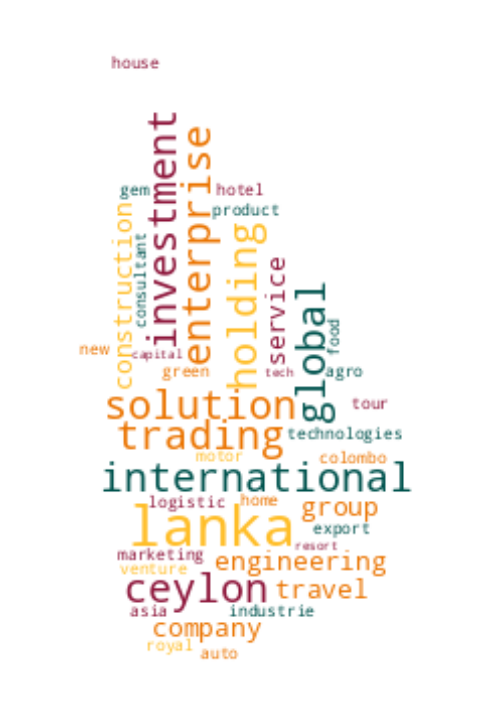 house
investment
enterprise
gem
hotel
construction
product
holding
consultant
service
global
food
new
capital
green
tech
agro
solution
tour
trading
technologies
motor
colombo
international
logistic
home
group
lanka
export
resort
marketing
engineering
venture
ceylon
travel
asia
industrie
company
royal
auto